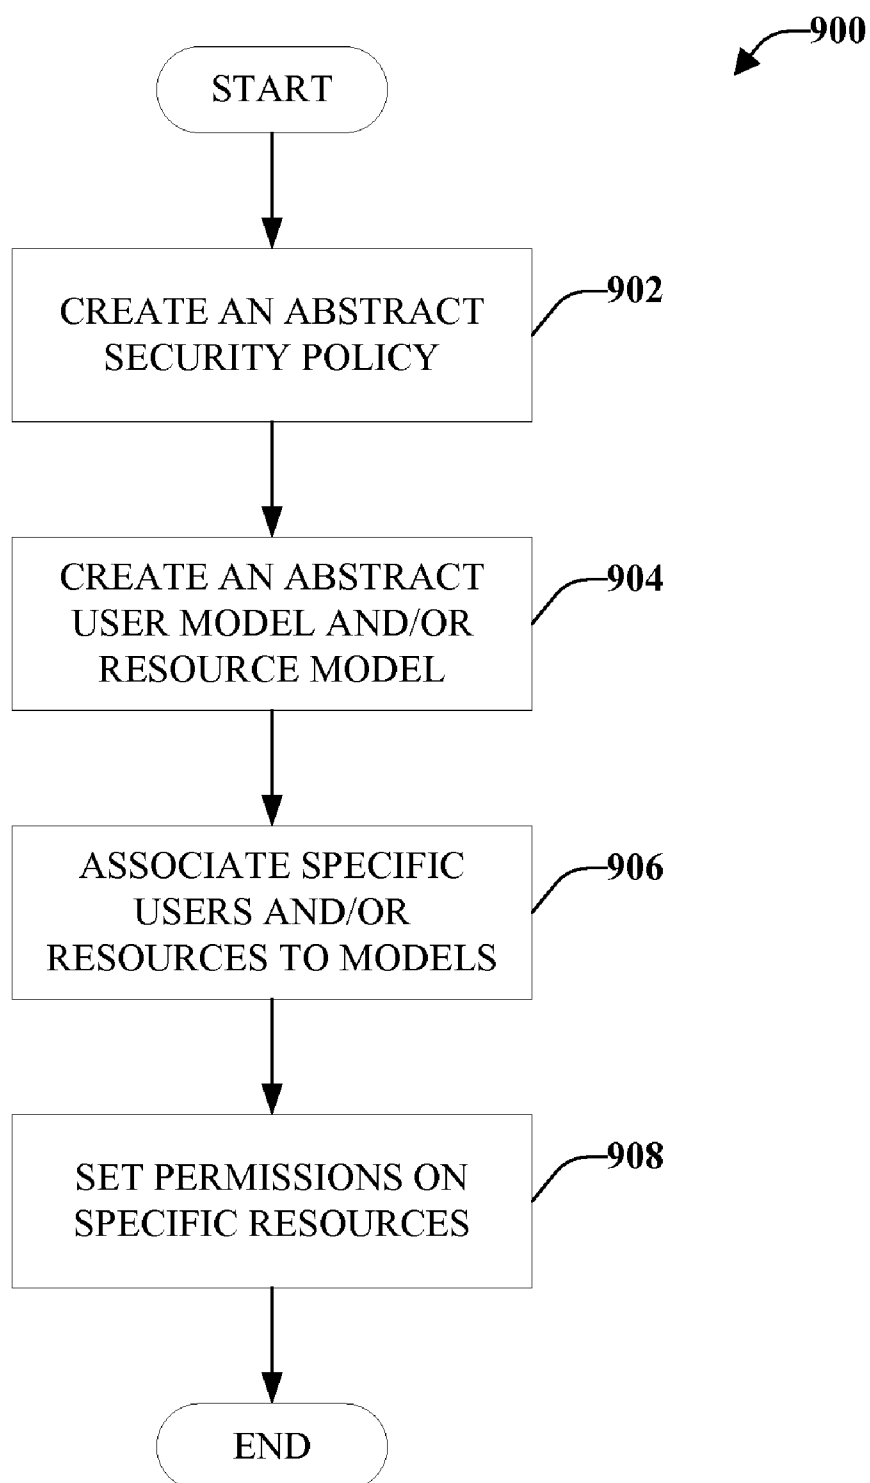 900
START
CREATE AN ABSTRACT
SECURITY POLICY
902
CREATE AN ABSTRACT
USER MODEL AND/OR
RESOURCE MODEL
904
ASSOCIATE SPECIFIC
USERS AND/OR
RESOURCES TO MODELS
906
SET PERMISSIONS ON
SPECIFIC RESOURCES
908
END